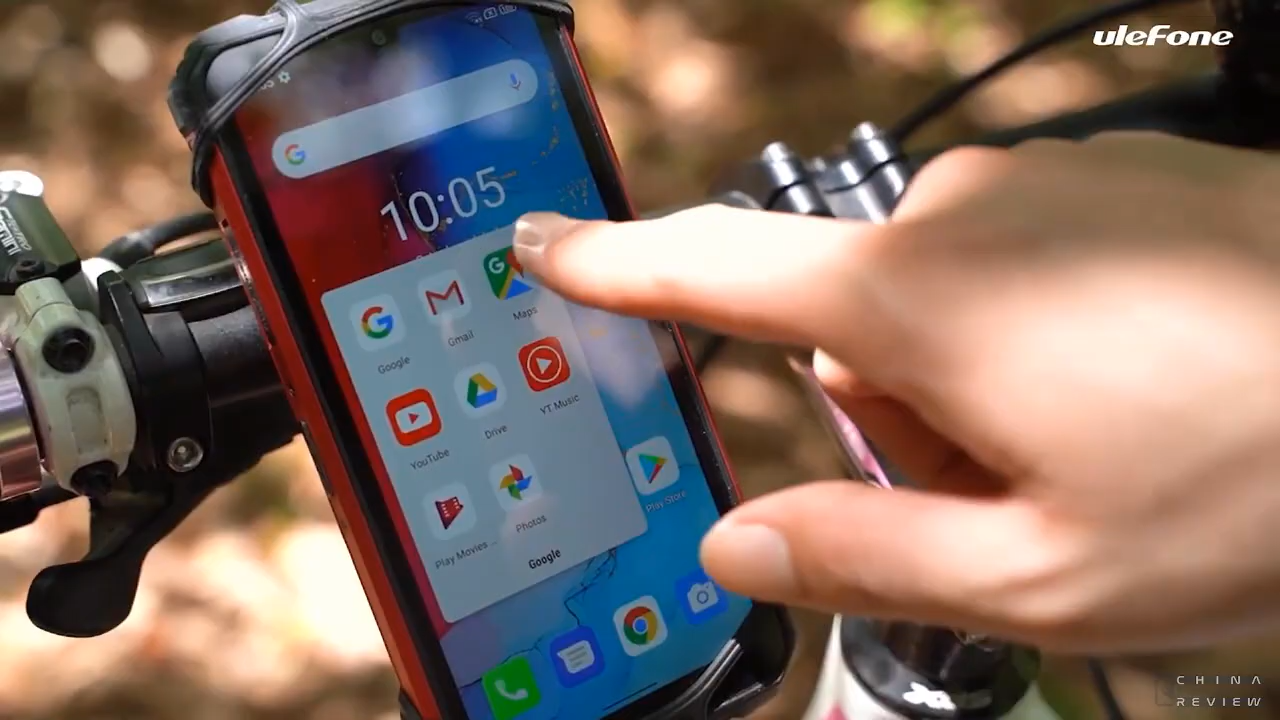 uleFone
10:05
Google
Gmail
Maps
YouTube
Drive
YT Music
Play Movies ...
Photos
Play Store
Google
CHINA
REVIEW